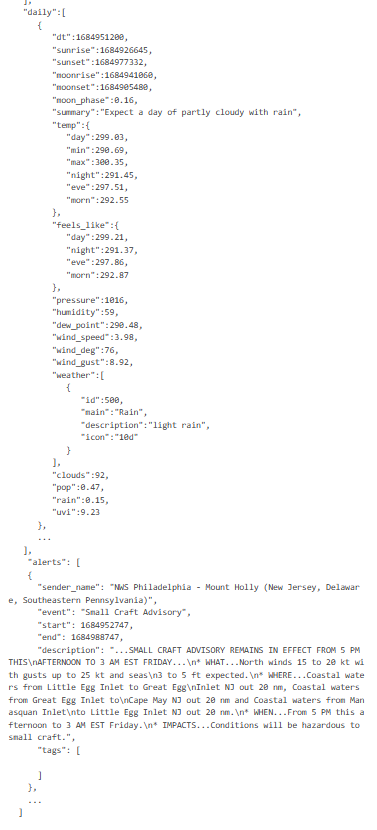 ],
"daily":[
{
"dt":1684951200,
"sunrise":1684926645,
"sunset":1684977332,
"moonrise":1684941060,
"moonset":1684905480,
"moon_phase":0.16,
"summary":"Expect a day of partly cloudy with rain",
"temp":{
"day":299.03,
"min":290.69,
"max":300.35,
"night":291.45,
"eve":297.51,
"morn":292.55
},
"feels_like":{
"day":299.21,
"night":291.37,
"eve":297.86,
"morn":292.87
},
"pressure":1016,
"humidity":59,
"dew_point":290.48,
"wind_speed":3.98,
"wind_deg":76,
"wind_gust":8.92,
"weather":[
{
"id":500,
"main":"Rain",
"description":"light rain",
"icon":"10d"
}
],
"clouds":92,
"pop":0.47,
"rain":0.15,
"uvi":9.23
},
...
],
"alerts": [
{
"sender_name": "NWS Philadelphia - Mount Holly (New Jersey, Delawar
e, Southeastern Pennsylvania)",
"event": "Small Craft Advisory",
"start": 1684952747,
"end": 1684988747,
"description": "...SMALL CRAFT ADVISORY REMAINS IN EFFECT FROM 5 PM
THIS\nAFTERNOON TO 3 AM EST FRIDAY...\n* WHAT...North winds 15 to 20 kt wi
th gusts up to 25 kt and seas\n3 to 5 ft expected.\n* WHERE...Coastal wate
rs from Little Egg Inlet to Great Egg\nInlet NJ out 20 nm, Coastal waters
from Great Egg Inlet to\nCape May NJ out 20 nm and Coastal waters from Man
asquan Inlet\nto Little Egg Inlet NJ out 20 nm.\n* WHEN...From 5 PM this a
fternoon to 3 AM EST Friday.\n* IMPACTS...Conditions will be hazardous to
small craft.",
"tags": [
]
},
...
]